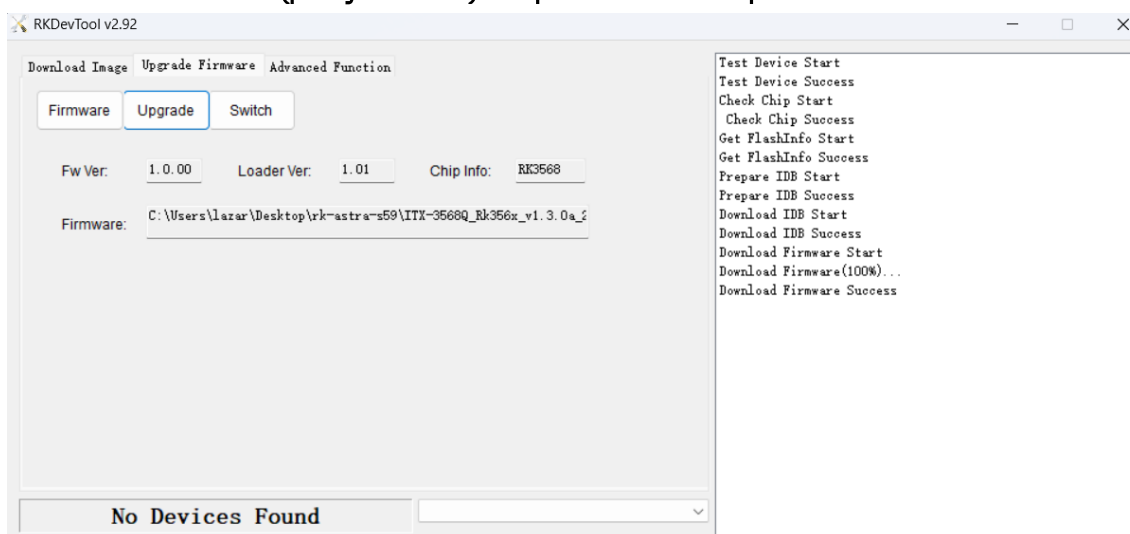 RKDevTool v2.92
Download Image Upgrade Firmware Advanced Function
Firmware Upgrade Switch
Fw Ver: 1.0.00 Loader Ver: 1.01 Chip Info: RK3568
Firmware: C:\Users\lazar\Desktop\rk-astra-s59\ITX-3568Q_Rk356x_v1.3.0a_2
No Devices Found
Test Device Start
Test Device Success
Check Chip Start
Check Chip Success
Get FlashInfo Start
Get FlashInfo Success
Prepare IDB Start
Prepare IDB Success
Download IDB Start
Download IDB Success
Download Firmware Start
Download Firmware(100%)...
Download Firmware Success